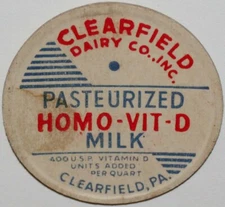 CLEARFIELD
DAIRY CO., INC.
PASTEURIZED
HOMO-VIT-D
MILK
400 U.S.P. VITAMIN D
UNITS ADDED
PER QUART
CLEARFIELD, PA.